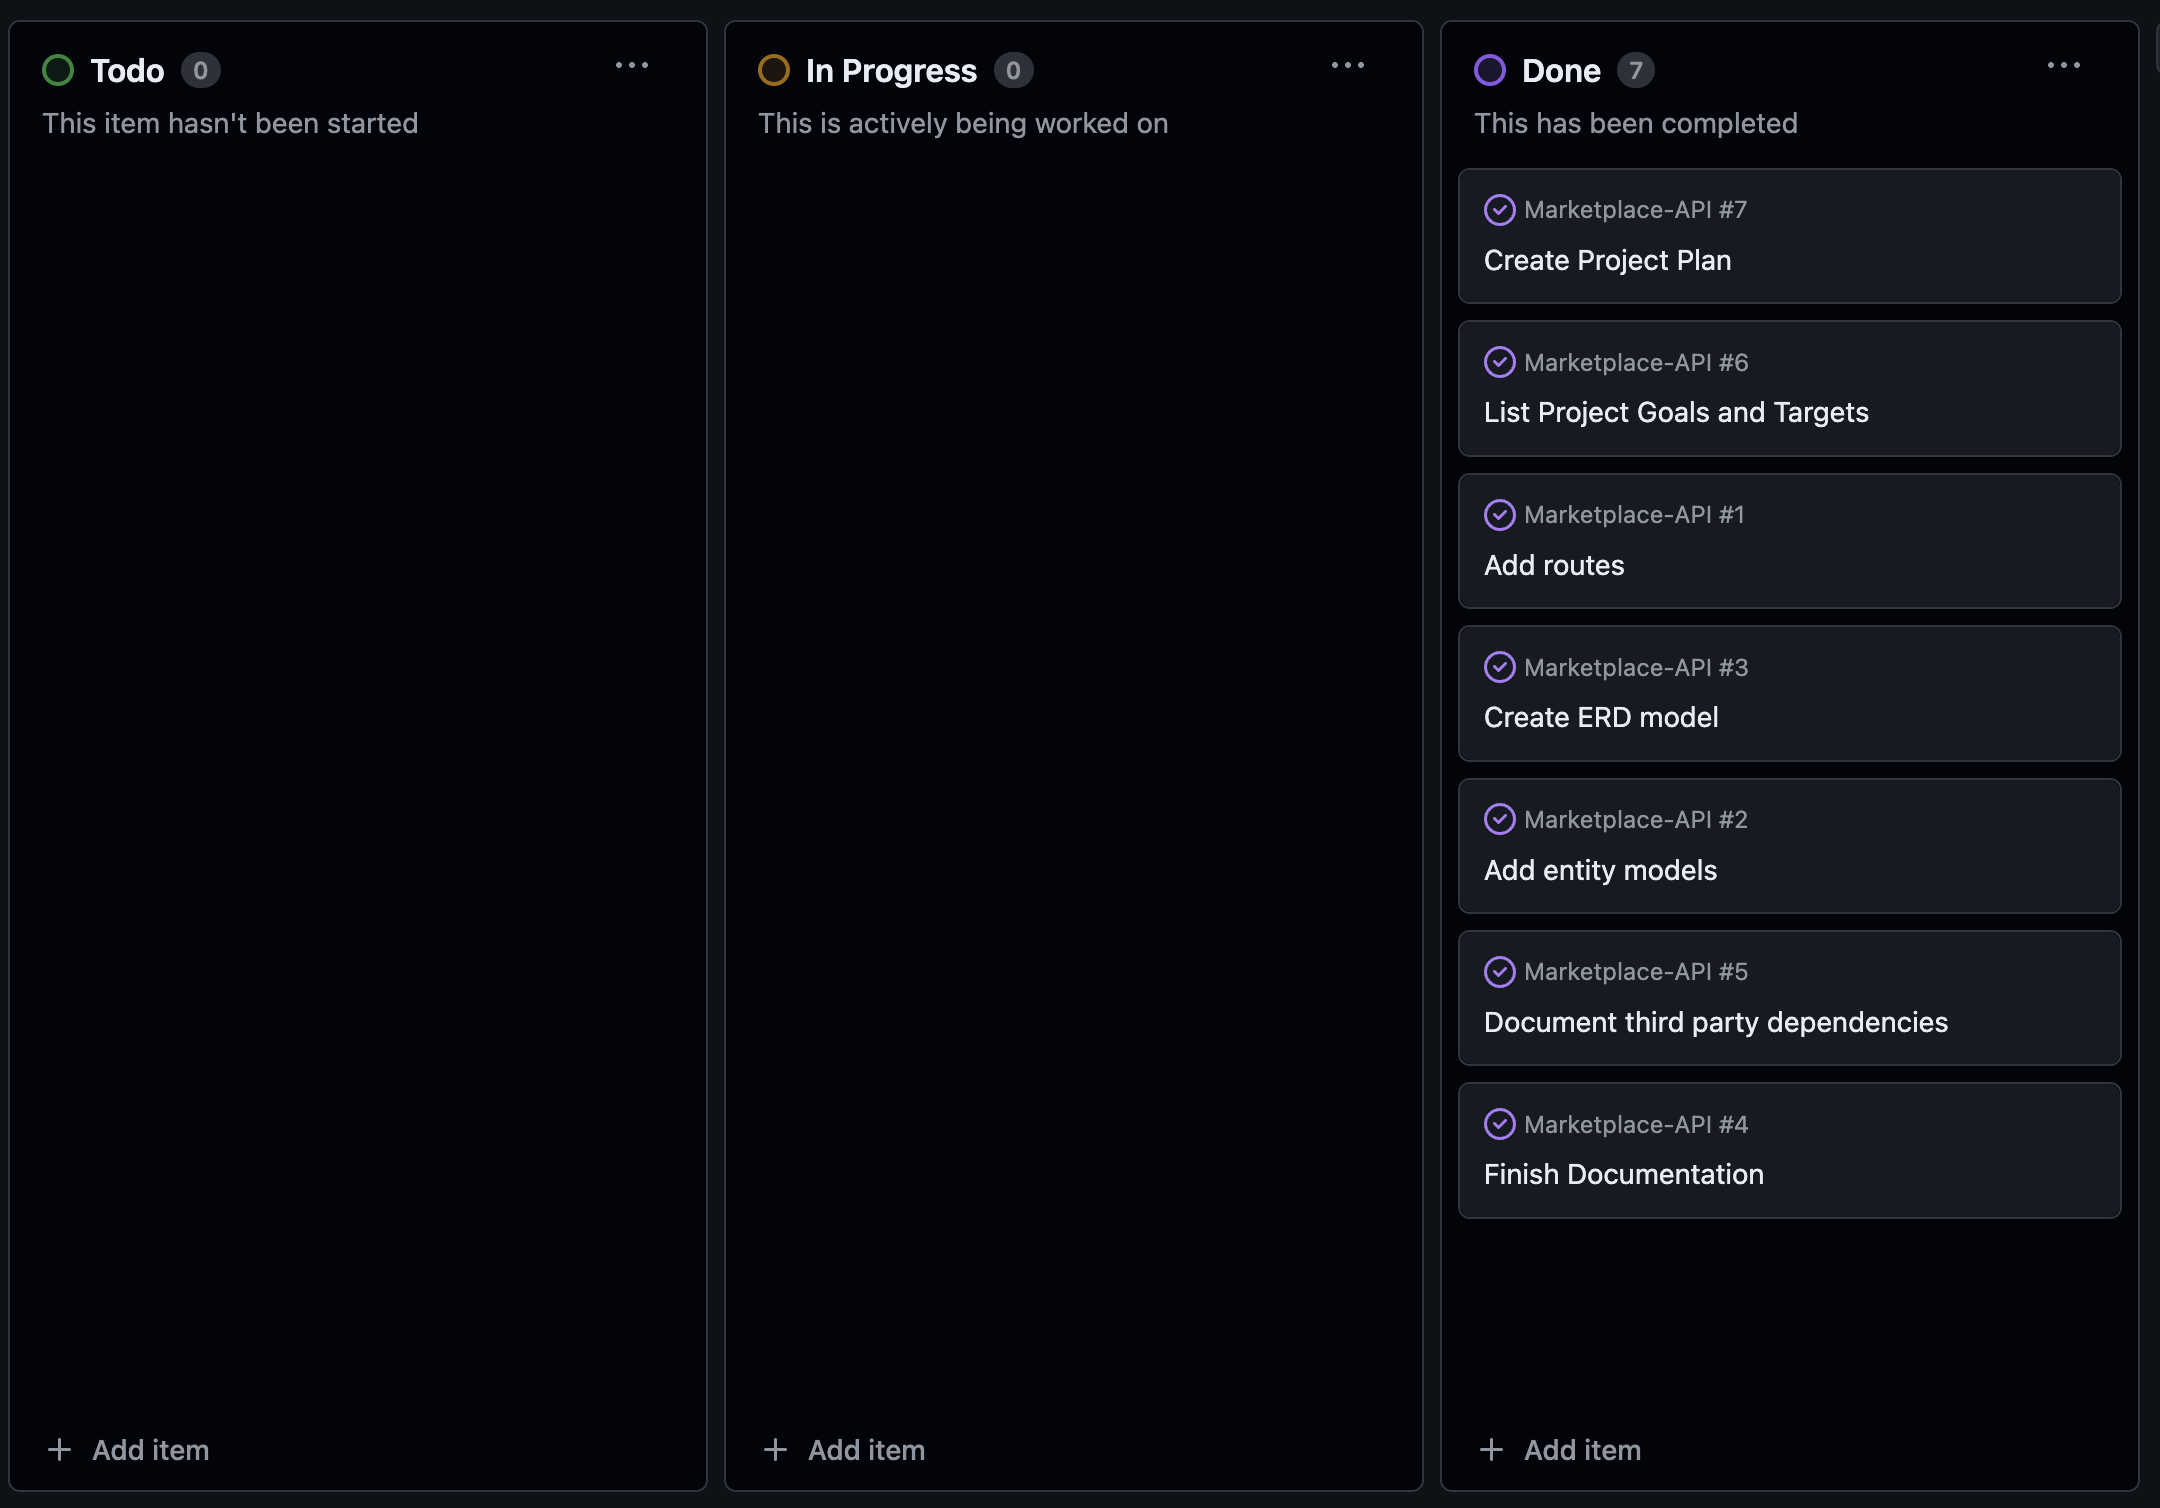 Todo 0
This item hasn't been started
Add item
In Progress 0
This is actively being worked on
Add item
Done 7
This has been completed
Marketplace-API #7
Create Project Plan
Marketplace-API #6
List Project Goals and Targets
Marketplace-API #1
Add routes
Marketplace-API #3
Create ERD model
Marketplace-API #2
Add entity models
Marketplace-API #5
Document third party dependencies
Marketplace-API #4
Finish Documentation
Add item